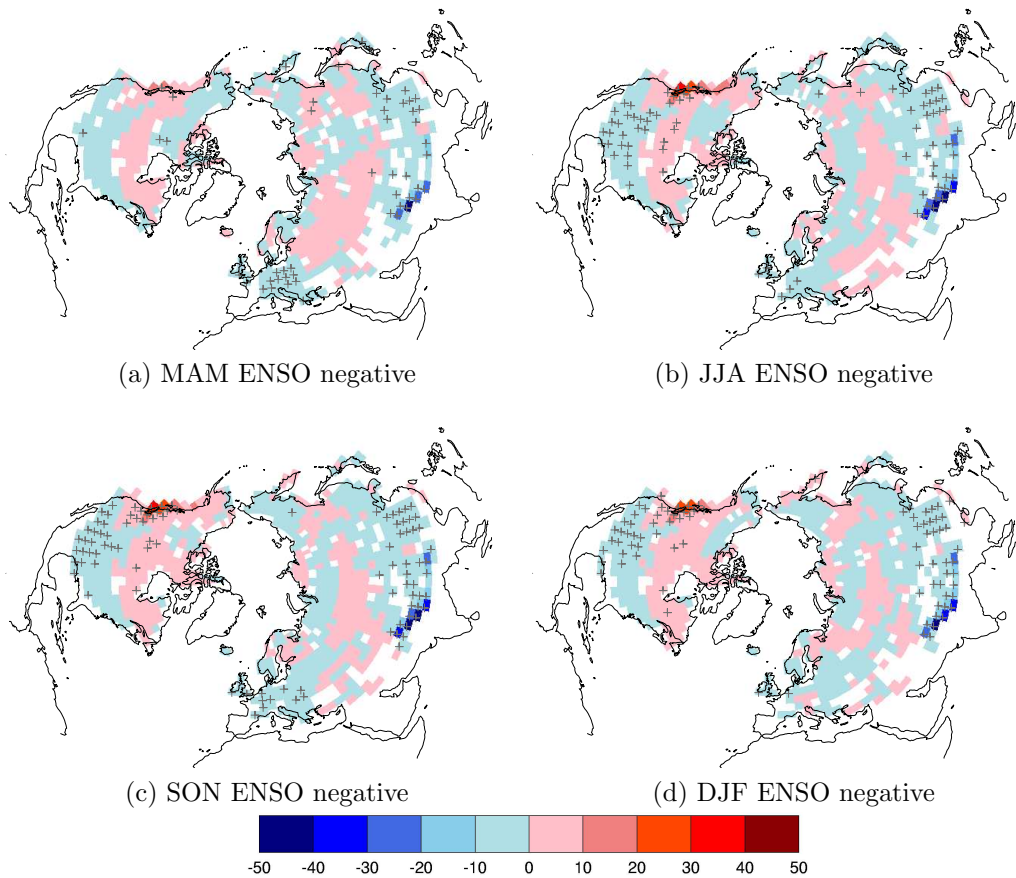 (a) MAM ENSO negative
(b) JJA ENSO negative
(c) SON ENSO negative
(d) DJF ENSO negative
-50 -40 -30 -20 -10 0 10 20 30 40 50